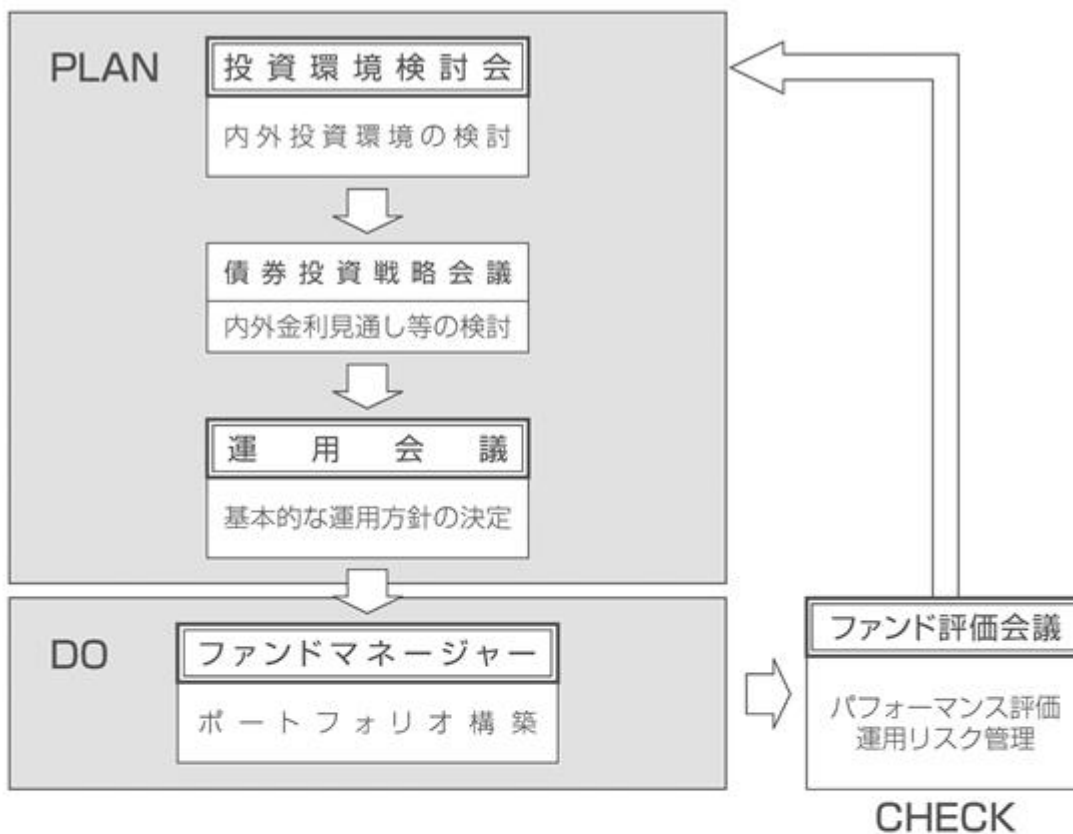 PLAN
投資環境検討会
内外投資環境の検討
債券投資戦略会議
内外金利見通し等の検討
運用会議
基本的な運用方針の決定
DO
ファンドマネージャー
ポートフォリオ構築
ファンド評価会議
パフォーマンス評価
運用リスク管理
CHECK